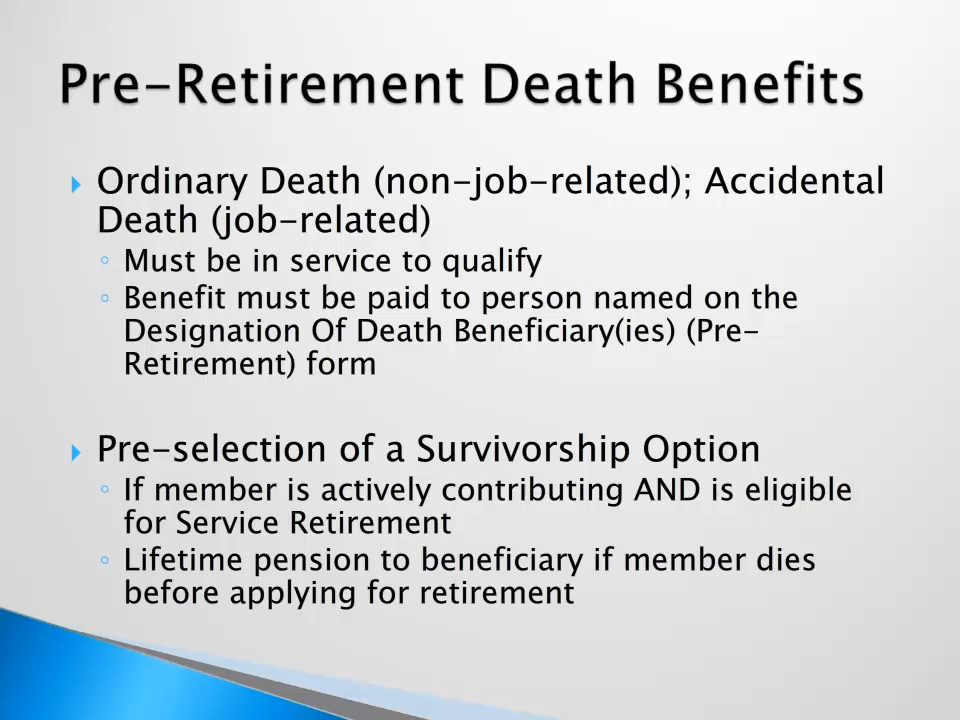 Pre-Retirement Death Benefits
Ordinary Death (non-job-related); Accidental
Death (job-related)
Must be in service to qualify
Benefit must be paid to person named on the
Designation Of Death Beneficiary(ies) (Pre-
Retirement) form
Pre-selection of a Survivorship Option
If member is actively contributing AND is eligible
for Service Retirement
Lifetime pension to beneficiary if member dies
before applying for retirement